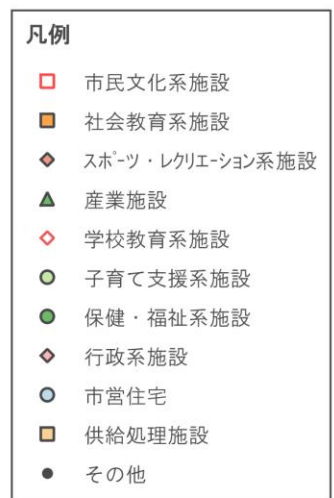 凡例
市民文化系施設
社会教育系施設
スポーツ・レクリエーション系施設
産業施設
学校教育系施設
子育て支援系施設
保健・福祉系施設
行政系施設
市営住宅
供給処理施設
その他